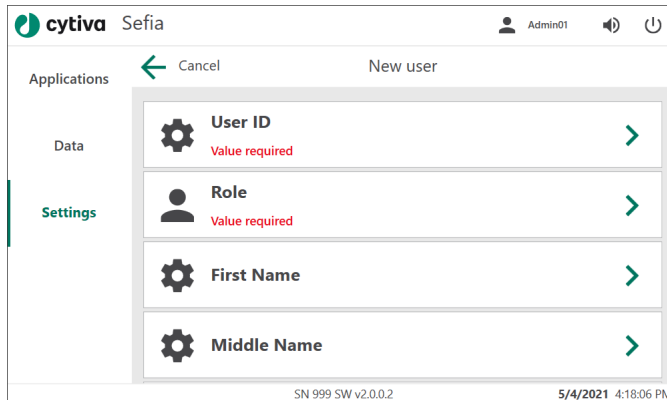 cytiva Sefia
Admin01
Applications
Data
Settings
Cancel
New user
User ID
Value required
Role
Value required
First Name
Middle Name
SN 999 SW v2.0.0.2
5/4/2021 4:18:06 PM